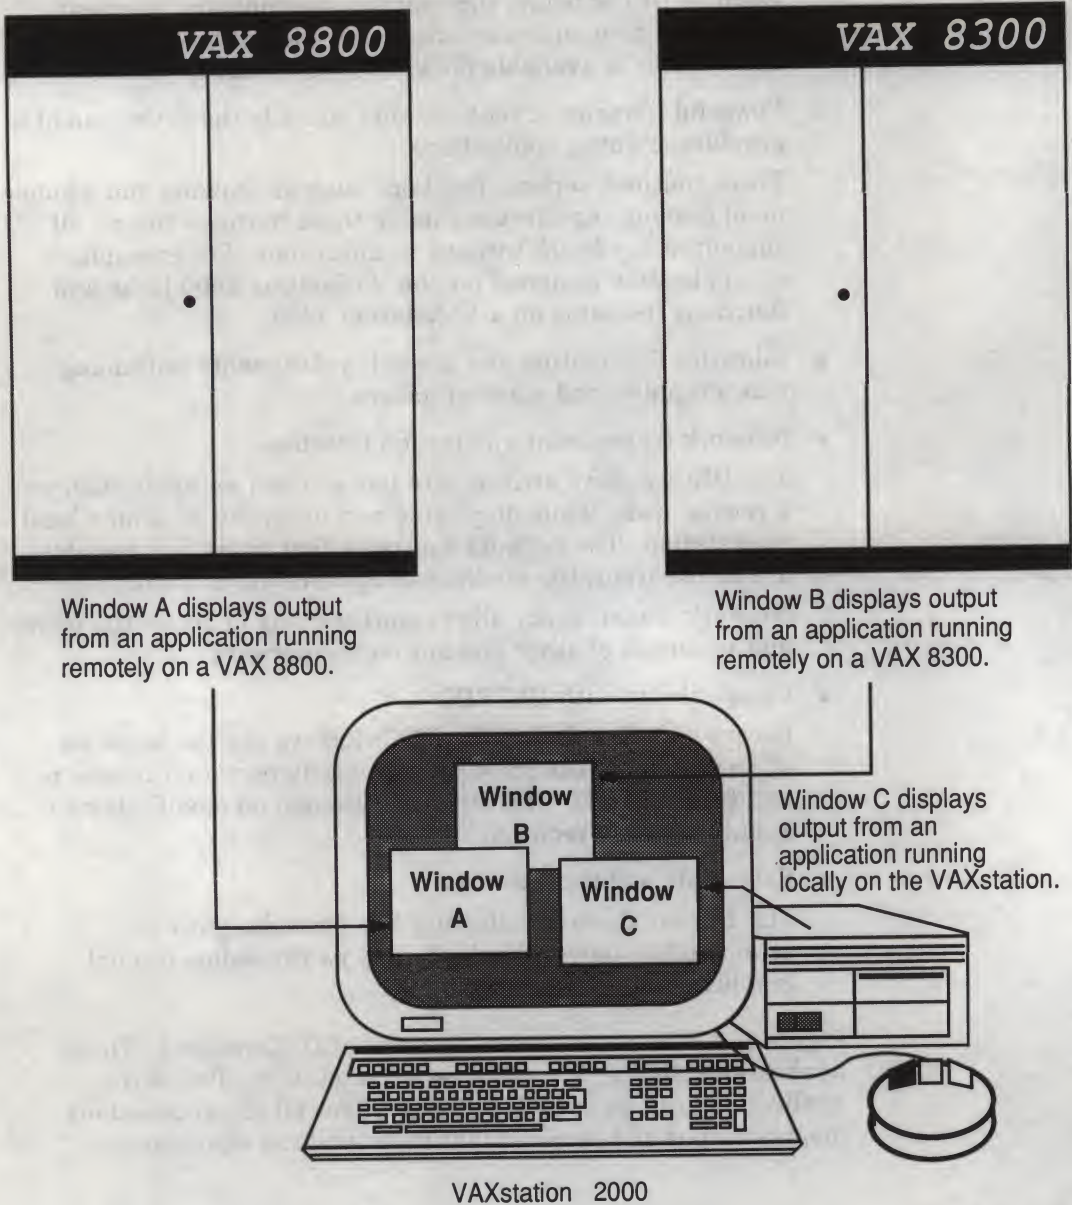 VAX 8800
VAX 8300
Window A displays output
from an application running
remotely on a VAX 8800.
Window B displays output
from an application running
remotely on a VAX 8300.
Window
B
Window
A
Window
C
Window C displays
output from an
application running
locally on the VAXstation.
VAXstation 2000